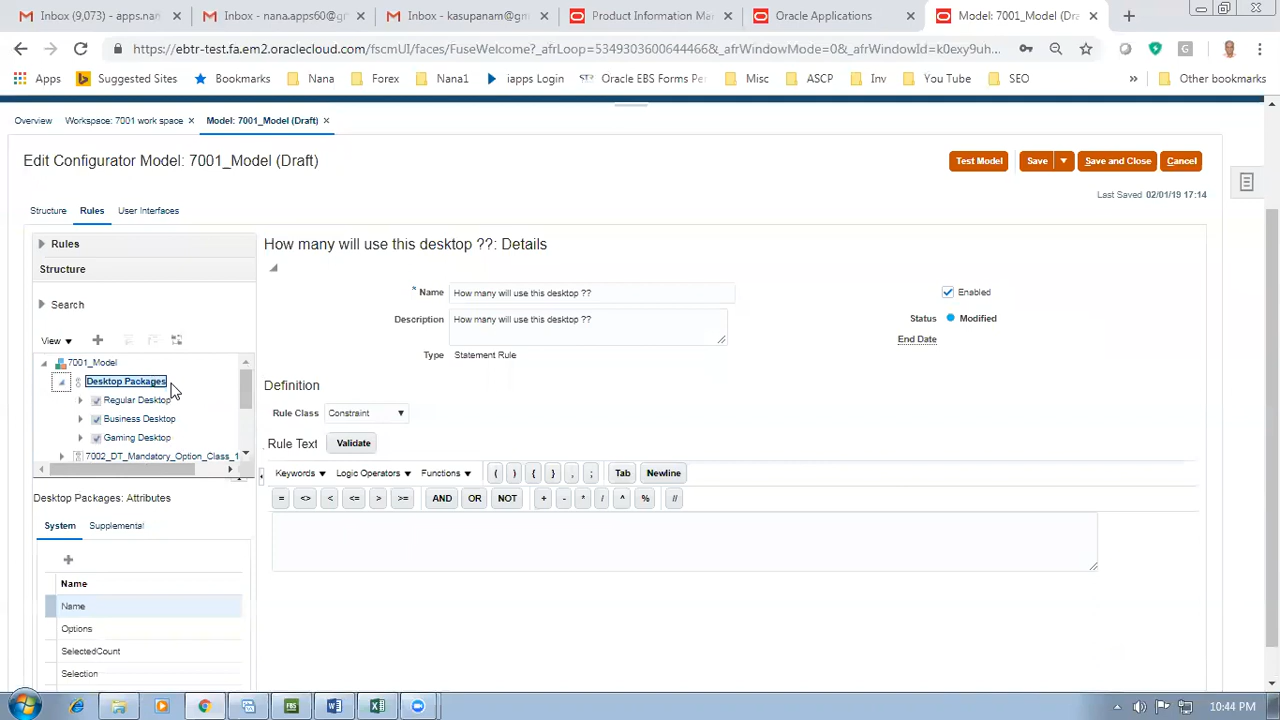 Inbox (9,073) - apps.nan
Inbox - nana.apps00@gm
Inbox - kasupanam@gm
Product Information M
Oracle Applications
Model: 7001_Model (Dra
https://ebtr-test.fa.em2.oraclecloud.com/fscmUI/faces/FuseWelcome?_afrLoop=53493036006444466&_afrWindowMode=0&_afrWindowId=k0exy9uh...
Apps
Suggested Sites
Bookmarks
Nana
Forex
Nana1
iapps Login
Oracle EBS Forms Pe
Misc
ASCP
Inv
You Tube
SEO
»
Other bookmarks
Overview
Workspace: 7001 work space ×
Model: 7001_Model (Draft) ×
Edit Configurator Model: 7001_Model (Draft)
Test Model
Save
Save and Close
Cancel
Last Saved 02/01/19 17:14
Structure
Rules
User Interfaces
Rules
Structure
Search
View
7001_Model
Desktop Packages
Regular Desktop
Business Desktop
Gaming Desktop
7002_DT_Mandatory_Option_Class_1
Desktop Packages: Attributes
System
Supplemental
Name
Name
Options
SelectedCount
Selection
How many will use this desktop ??: Details
* Name
How many will use this desktop ??
Enabled
Description
How many will use this desktop ??
Status
Modified
End Date
Type
Statement Rule
Definition
Rule Class
Constraint
Rule Text
Validate
Keywords
Logic Operators
Functions
( ) { } , ;
Tab
Newline
= <> < <= > >= AND OR NOT + - * / ^ % //
10:44 PM